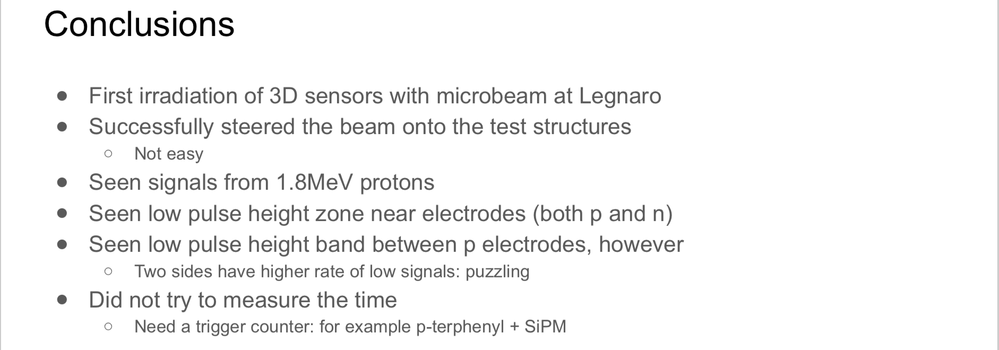 Conclusions
● First irradiation of 3D sensors with microbeam at Legnaro
● Successfully steered the beam onto the test structures
○ Not easy
● Seen signals from 1.8MeV protons
● Seen low pulse height zone near electrodes (both p and n)
● Seen low pulse height band between p electrodes, however
○ Two sides have higher rate of low signals: puzzling
● Did not try to measure the time
○ Need a trigger counter: for example p-terphenyl + SiPM